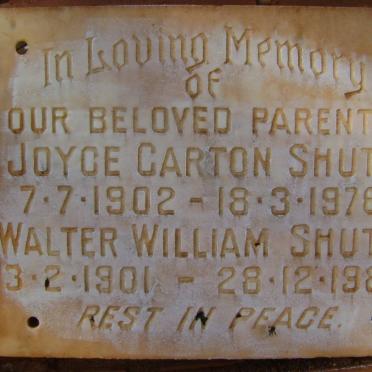 In Loving Memory
OF
OUR BELOVED PARENT
JOYCE CARTON SHUT
7·7·1902 - 18·3·1978
WALTER WILLIAM SHUT
3·2·1901 - 28·12·198
REST IN PEACE.